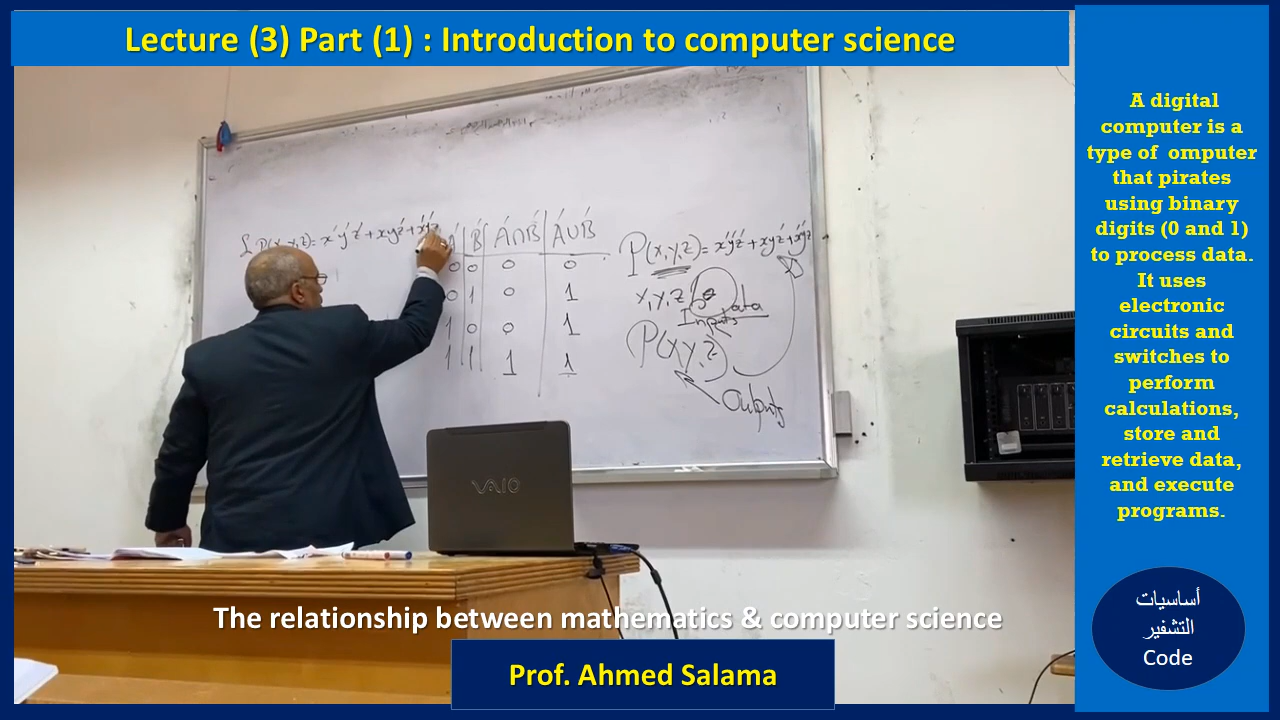 Lecture (3) Part (1) : Introduction to computer science
A digital
computer is a
type of omputer
that pirates
using binary
digits (0 and 1)
to process data.
It uses
electronic
circuits and
switches to
perform
calculations,
store and
retrieve data,
and execute
programs.
أساسيات
التشفير
Code
P(x,y,z) = x'y'z' + xyz' + x'y'z
B' A'∩B' A'∪B'
0 0 0 0
0 1 0 1
1 0 0 1
1 1 1 1
P(x,y,z) = x'y'z' + xyz' +
x,y,z
data
Inputs
P(x,y,z)
Outputs
VAIO
The relationship between mathematics & computer science
Prof. Ahmed Salama